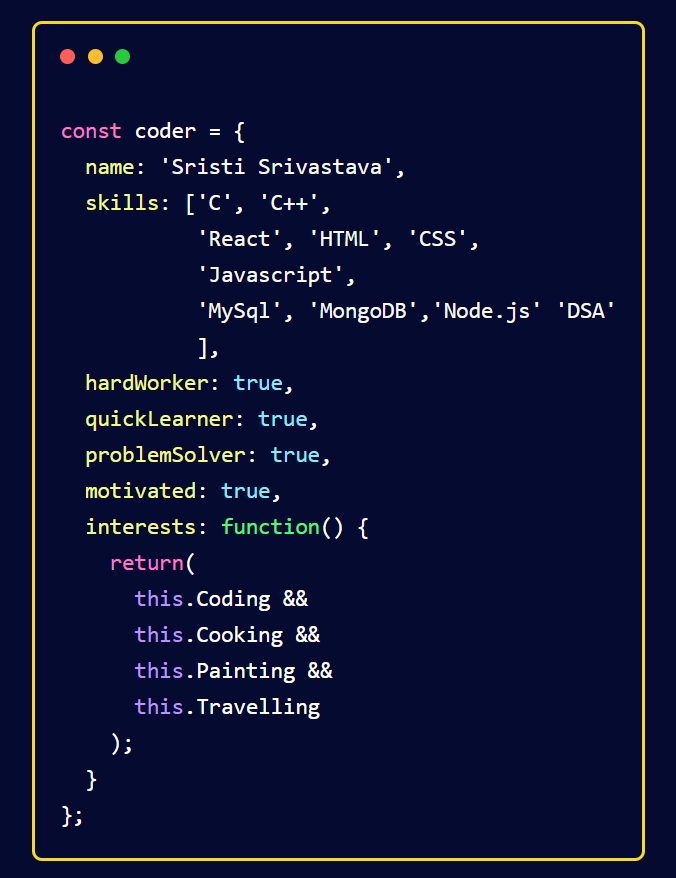 const coder = {
  name: 'Sristi Srivastava',
  skills: ['C', 'C++',
           'React', 'HTML', 'CSS',
           'Javascript',
           'MySql', 'MongoDB','Node.js' 'DSA'
           ],
  hardWorker: true,
  quickLearner: true,
  problemSolver: true,
  motivated: true,
  interests: function() {
    return(
      this.Coding &&
      this.Cooking &&
      this.Painting &&
      this.Travelling
    );
  }
};